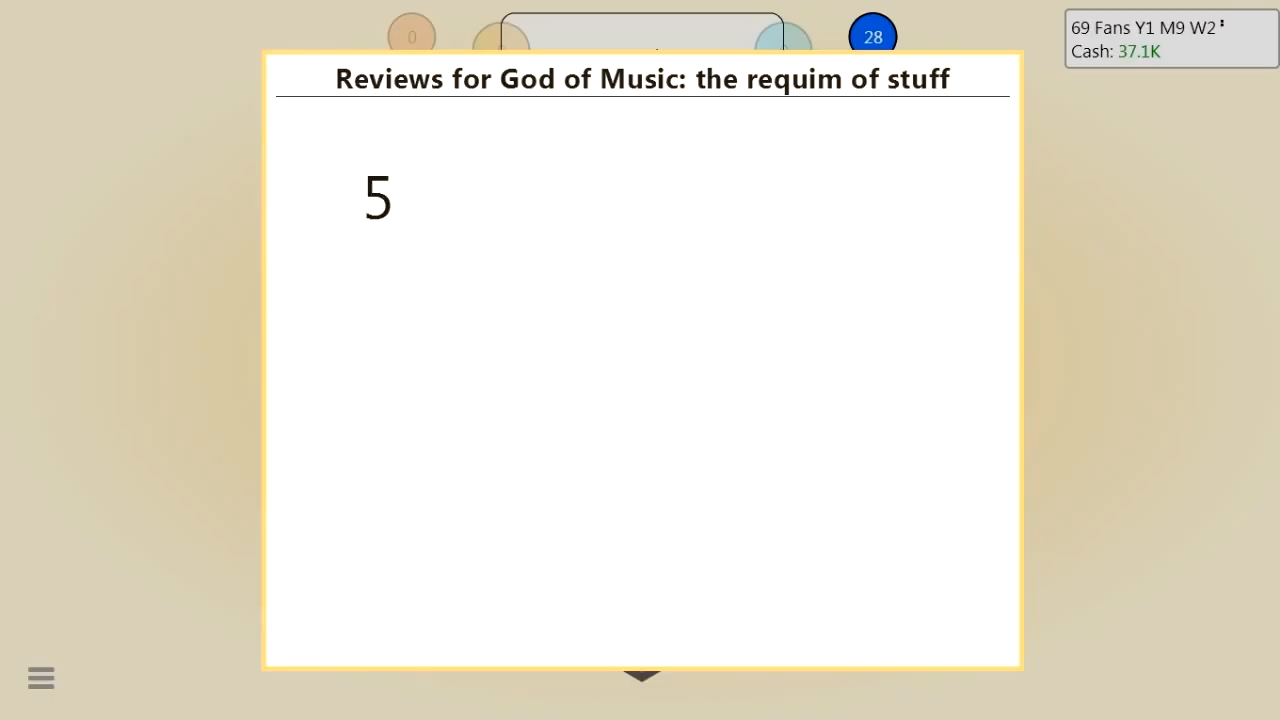 0
28
69 Fans Y1 M9 W2
Cash: 37.1K
Reviews for God of Music: the requim of stuff
5